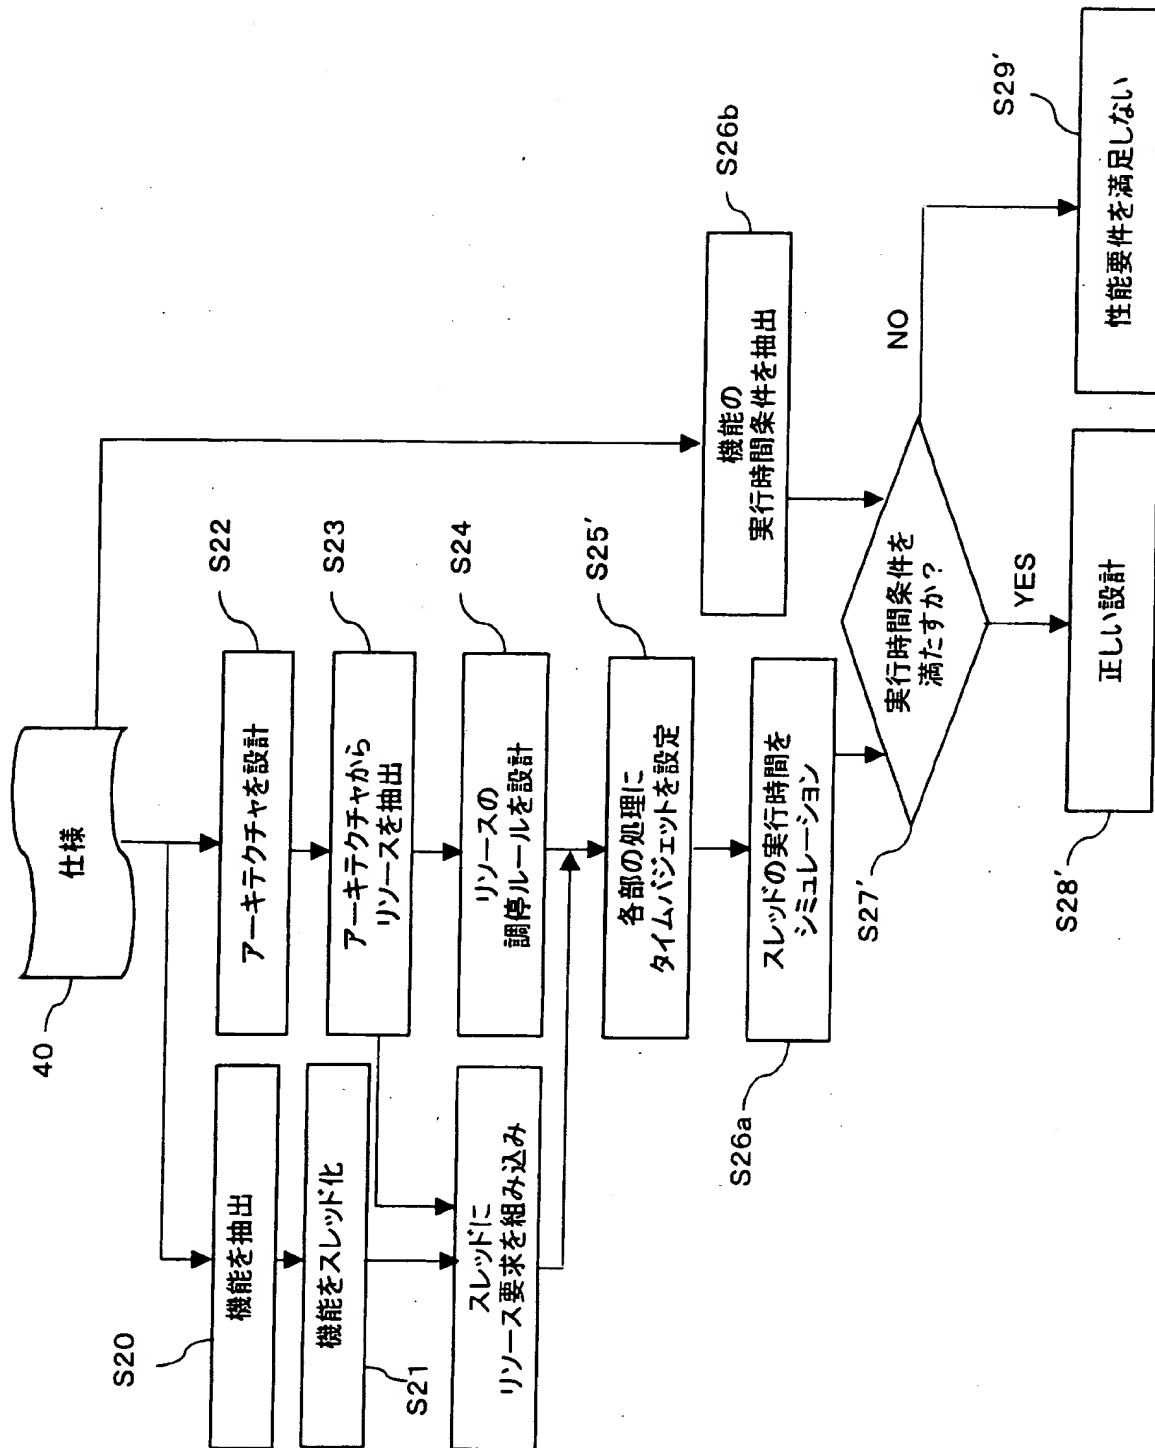 40
仕様
S20
機能を抽出
S22
アーキテクチャを設計
S21
機能をスレッド化
S23
アーキテクチャから
リソースを抽出
スレッドに
リソース要求を組み込み
S24
リソースの
調停ルールを設計
S25′
各部の処理に
タイムバジェットを設定
S26a
スレッドの実行時間を
シミュレーション
S26b
機能の
実行時間条件を抽出
S27′
実行時間条件を
満たすか?
NO
YES
S28′
正しい設計
S29′
性能要件を満足しない